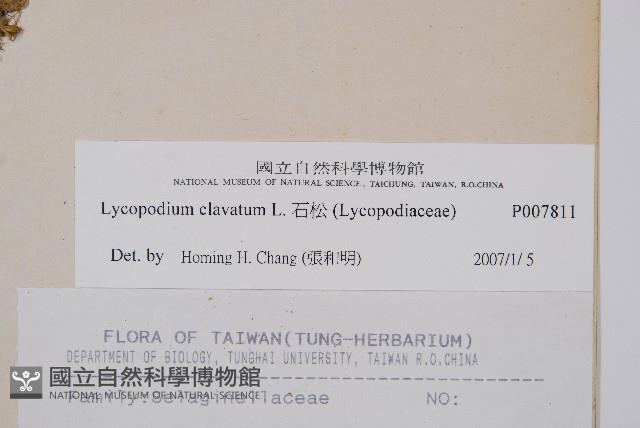 國立自然科學博物館
NATIONAL MUSEUM OF NATURAL SCIENCE, TAICHUNG, TAIWAN, R.O.CHINA
Lycopodium clavatum L. 石松 (Lycopodiaceae) P007811
Det. by Homing H. Chang (張和明) 2007/1/5
FLORA OF TAIWAN(TUNG-HERBARIUM)
DEPARTMENT OF BIOLOGY, TUNGHAI UNIVERSITY, TAIWAN R.O.CHINA
國立自然科學博物館
NATIONAL MUSEUM OF NATURAL SCIENCE
Family:Selaginellaceae NO: